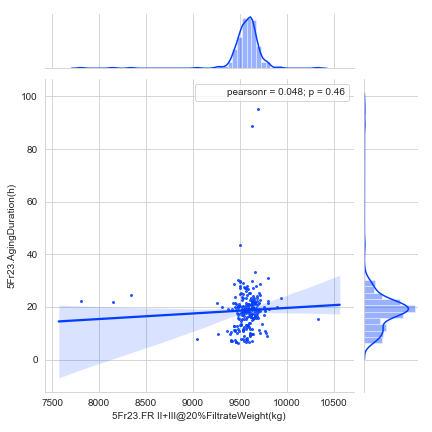 pearsonr = 0.048; p = 0.46
100
80
60
40
20
0
5Fr23.AgingDuration(h)
7500 8000 8500 9000 9500 10000 10500
5Fr23.FR II+III@20%FiltrateWeight(kg)